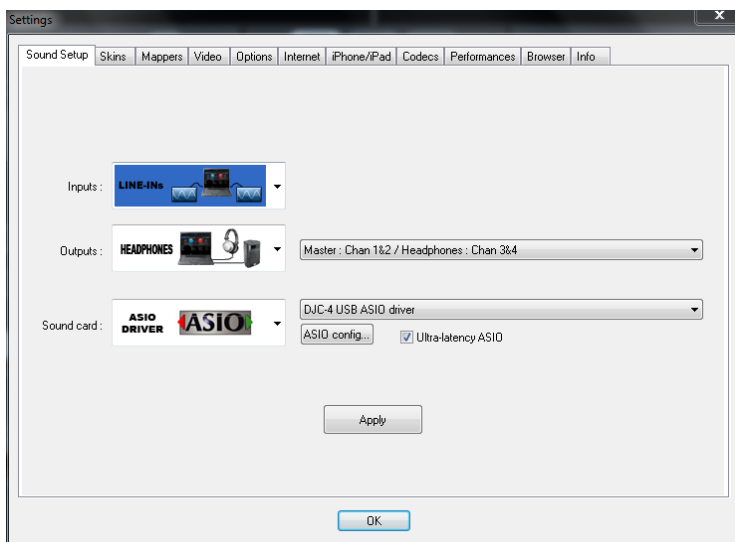 Settings
x
Sound Setup Skins Mappers Video Options Internet iPhone/iPad Codecs Performances Browser Info
Inputs : LINE-INs
Outputs : HEADPHONES Master : Chan 1&2 / Headphones : Chan 3&4
DJC-4 USB ASIO driver
Sound card : ASIO DRIVER ASIO
ASIO config... Ultra-latency ASIO
Apply
OK